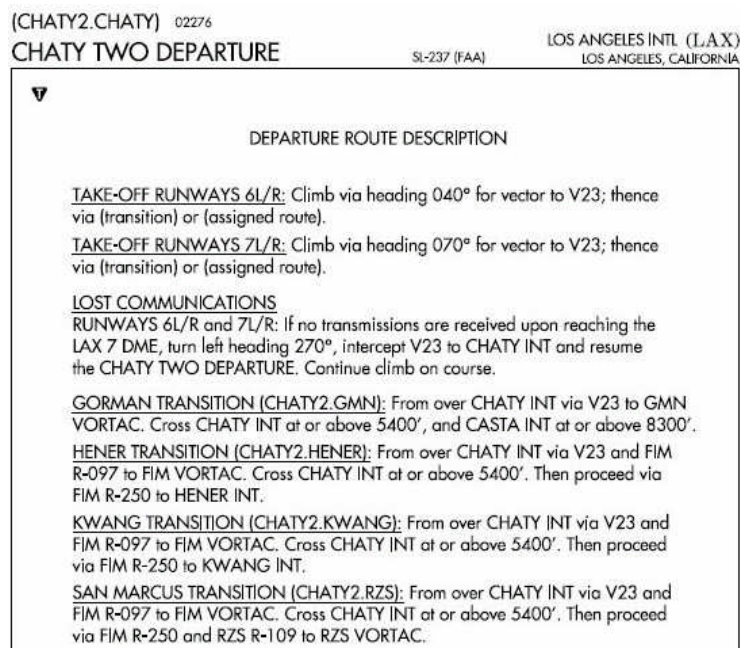 (CHATY2.CHATY) 02276
CHATY TWO DEPARTURE
SL-237 (FAA)
LOS ANGELES INTL (LAX)
LOS ANGELES, CALIFORNIA
T
DEPARTURE ROUTE DESCRIPTION
TAKE-OFF RUNWAYS 6L/R: Climb via heading 040° for vector to V23; thence
via (transition) or (assigned route).
TAKE-OFF RUNWAYS 7L/R: Climb via heading 070° for vector to V23; thence
via (transition) or (assigned route).
LOST COMMUNICATIONS
RUNWAYS 6L/R and 7L/R: If no transmissions are received upon reaching the
LAX 7 DME, turn left heading 270°, intercept V23 to CHATY INT and resume
the CHATY TWO DEPARTURE. Continue climb on course.
GORMAN TRANSITION (CHATY2.GMN): From over CHATY INT via V23 to GMN
VORTAC. Cross CHATY INT at or above 5400', and CASTA INT at or above 8300'.
HENER TRANSITION (CHATY2.HENER): From over CHATY INT via V23 and FIM
R-097 to FIM VORTAC. Cross CHATY INT at or above 5400'. Then proceed via
FIM R-250 to HENER INT.
KWANG TRANSITION (CHATY2.KWANG): From over CHATY INT via V23 and
FIM R-097 to FIM VORTAC. Cross CHATY INT at or above 5400'. Then proceed
via FIM R-250 to KWANG INT.
SAN MARCUS TRANSITION (CHATY2.RZS): From over CHATY INT via V23 and
FIM R-097 to FIM VORTAC. Cross CHATY INT at or above 5400'. Then proceed
via FIM R-250 and RZS R-109 to RZS VORTAC.